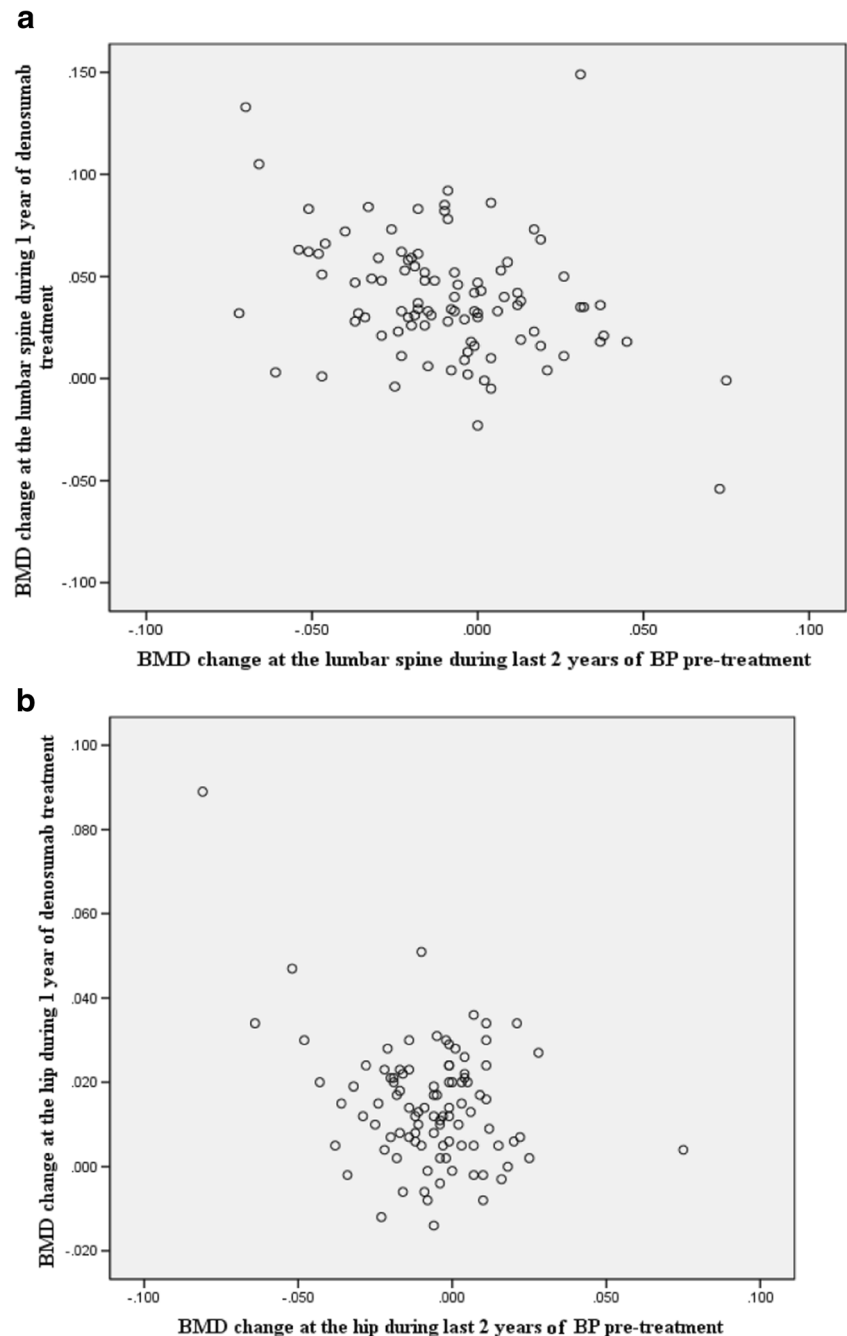 a
BMD change at the lumbar spine during 1 year of denosumab
treatment
.150
.100
.050
.000
-.050
-.100
-.100 -.050 .000 .050 .100
BMD change at the lumbar spine during last 2 years of BP pre-treatment
b
BMD change at the hip during 1 year of denosumab treatment
.100
.080
.060
.040
.020
.000
-.020
-.100 -.050 .000 .050 .100
BMD change at the hip during last 2 years of BP pre-treatment